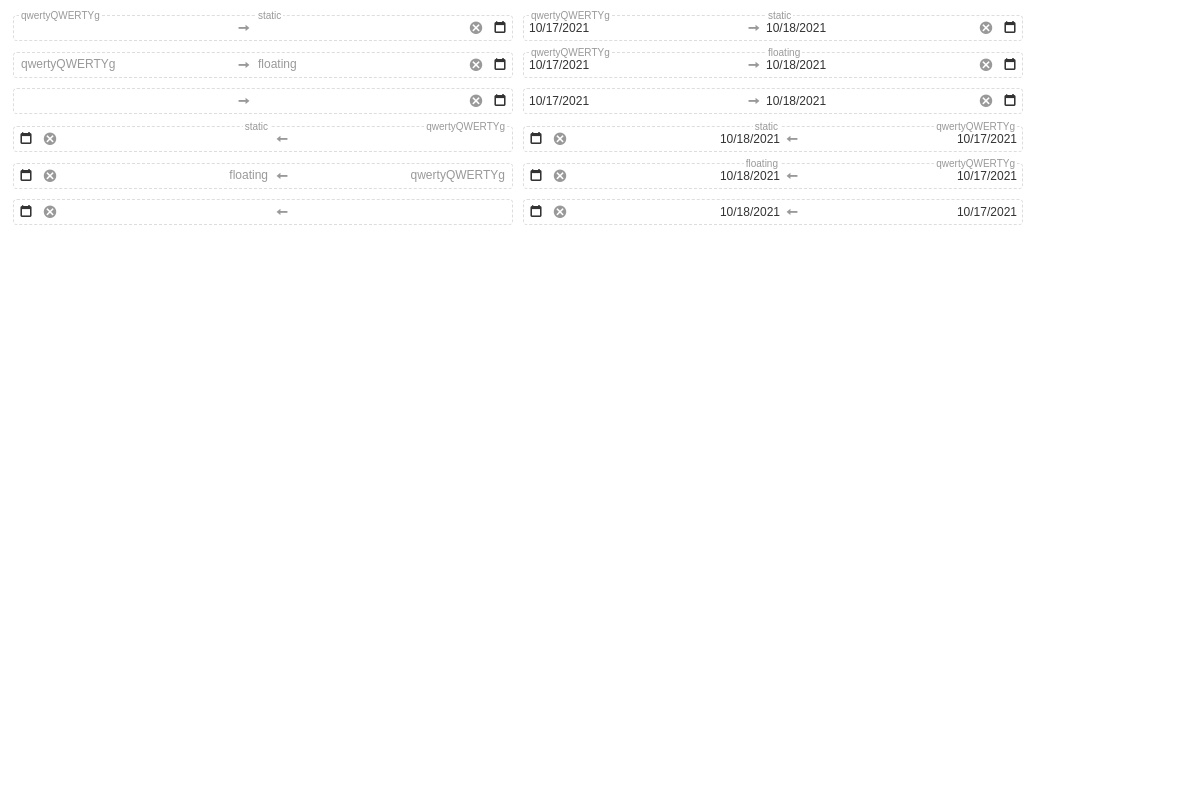 qwertyQWERTYg static qwertyQWERTYg static
10/17/2021 10/18/2021
qwertyQWERTYg floating
qwertyQWERTYg floating 10/17/2021 10/18/2021
10/17/2021 10/18/2021
static qwertyQWERTYg static qwertyQWERTYg
10/18/2021 10/17/2021
floating qwertyQWERTYg
floating qwertyQWERTYg 10/18/2021 10/17/2021
10/18/2021 10/17/2021